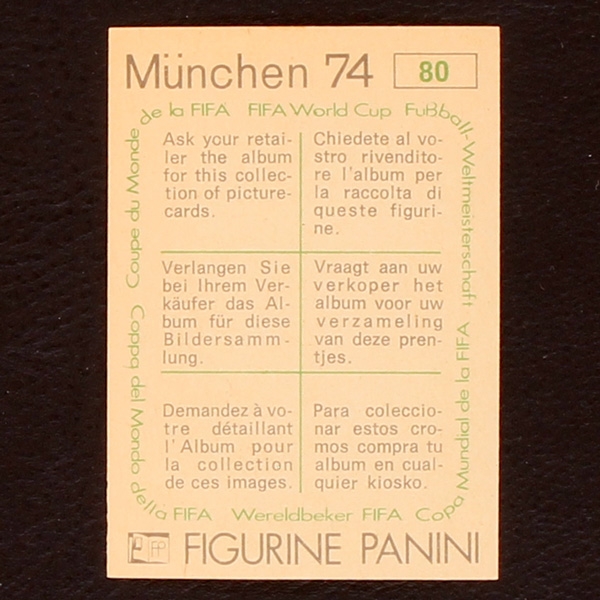 München 74
80
de la FIFA FIFA World Cup Fußball-Weltmeisterschaft
Ask your retai-
ler the album
for this collec-
tion of picture-
cards.
Chiedete al vo-
stro rivendito-
re l'album per
la raccolta di
queste figuri-
ne.
Verlangen Sie
bei Ihrem Ver-
käufer das Al-
bum für diese
Bildersamm-
lung.
Vraagt aan uw
verkoper het
album voor uw
verzameling
van deze pren-
tjes.
Demandez à vo-
tre détaillant
l'Album pour
la collection
de ces images.
Para coleccio-
nar estos cro-
mos compra tu
album en cual-
quier kiosko.
Coupe du Monde
Coppa del Mondo della FIFA
Wereldbeker FIFA
Copa Mundial de la FIFA
FIGURINE PANINI